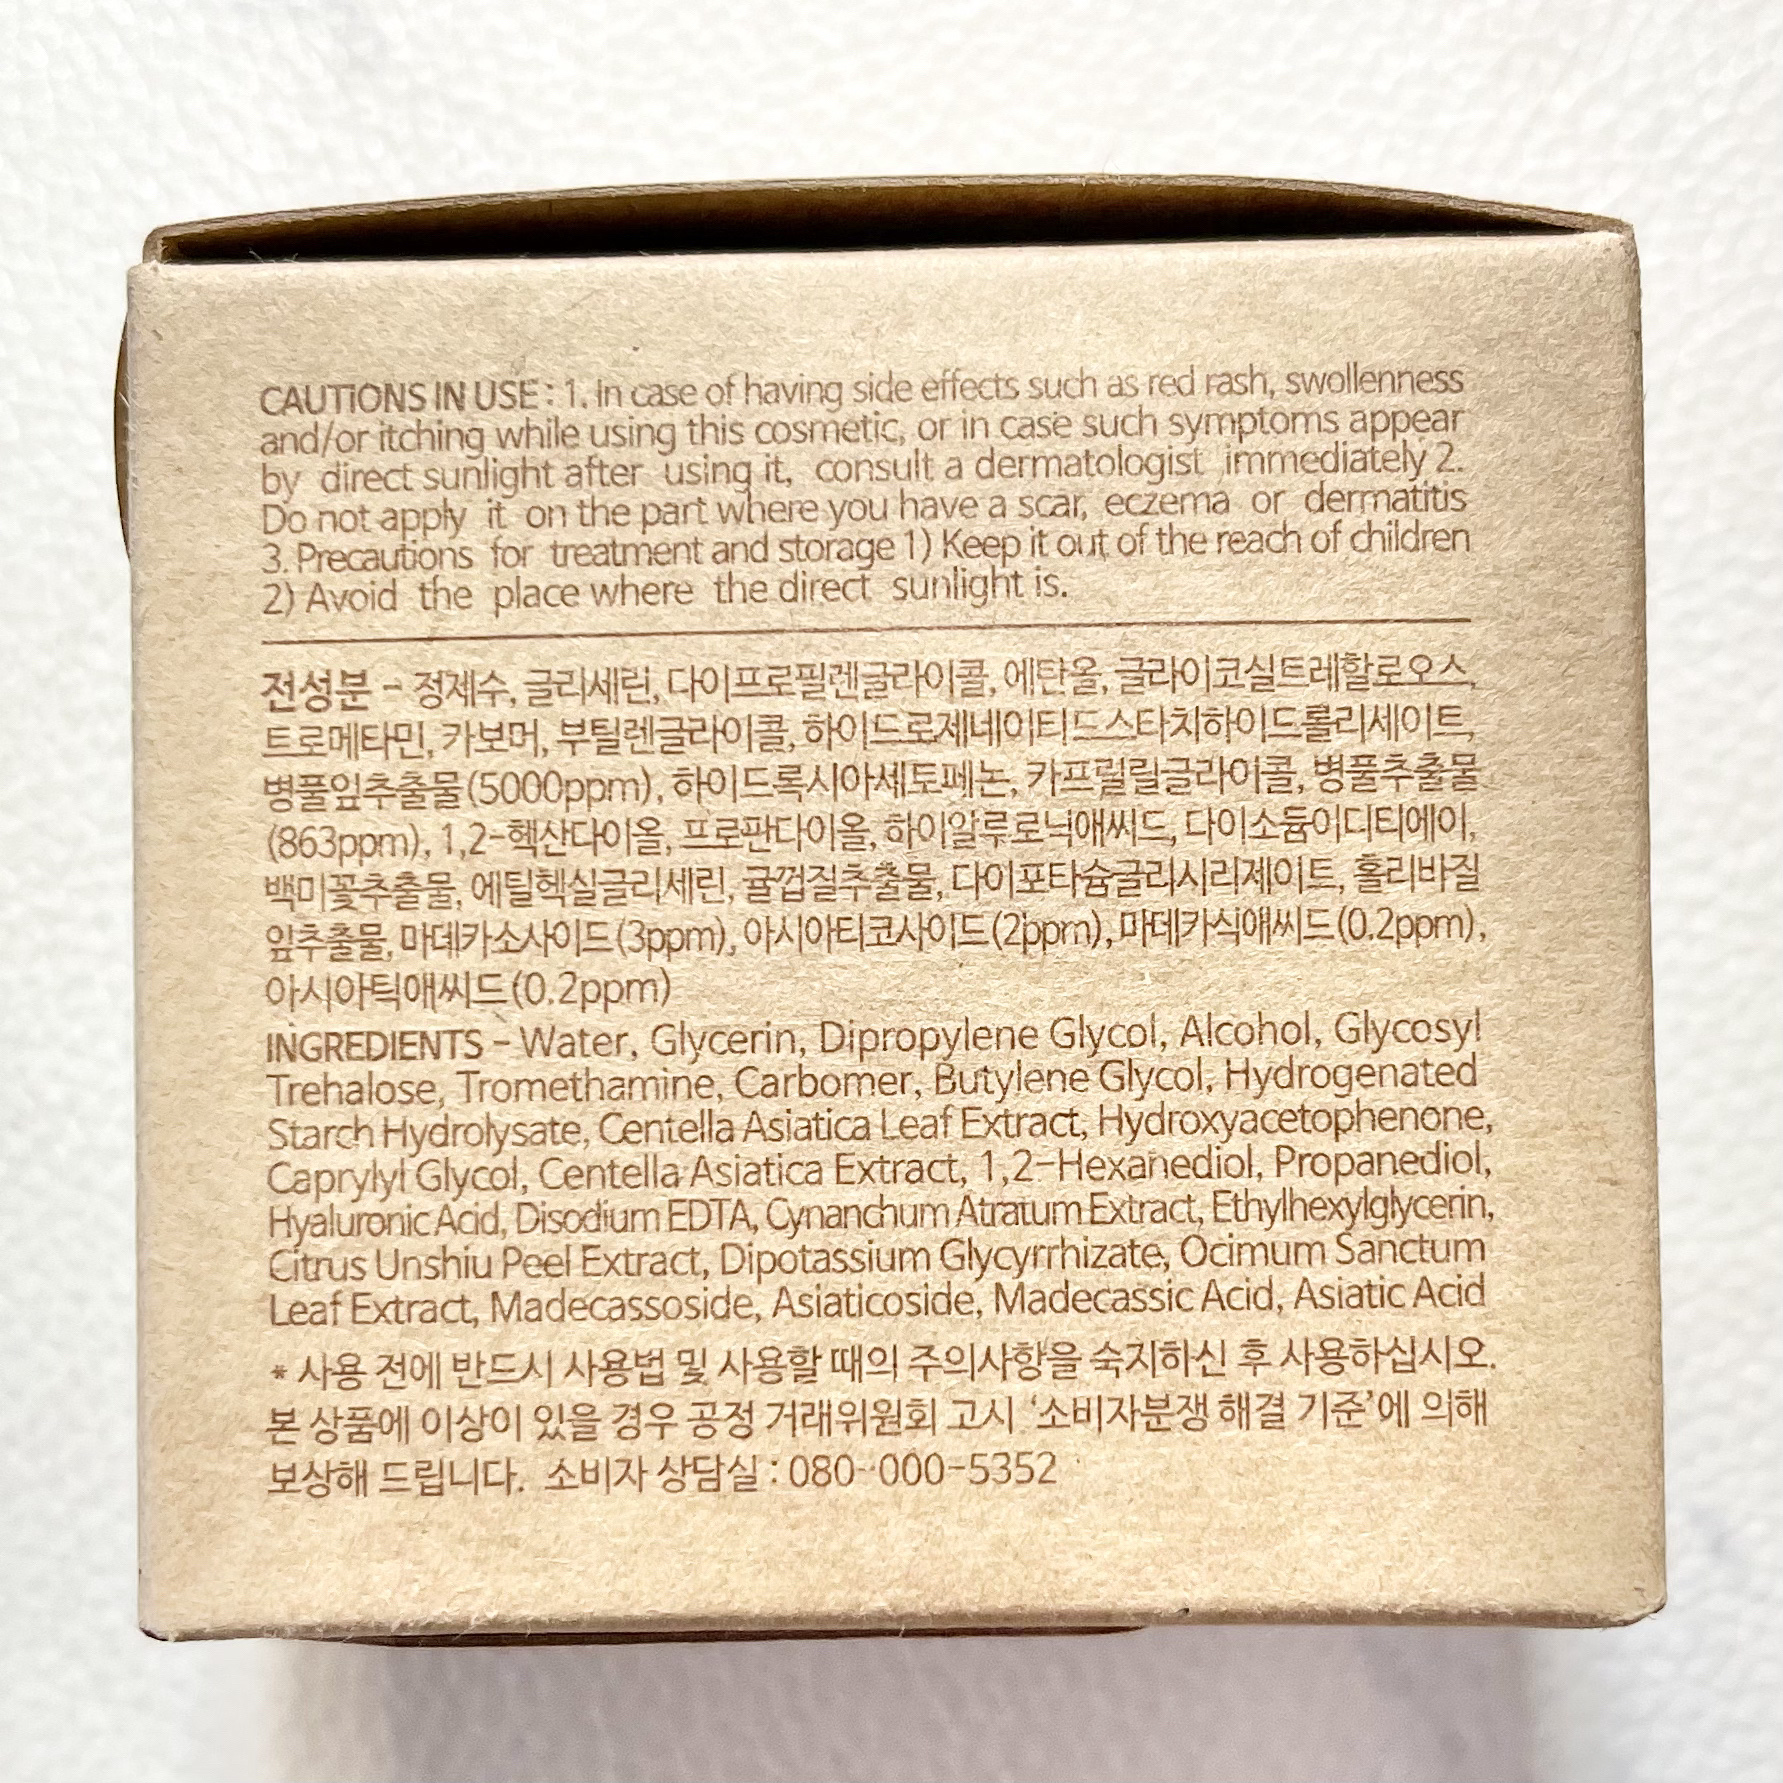 CAUTIONS IN USE : 1. In case of having side effects such as red rash, swollenness
and/or itching while using this cosmetic, or in case such symptoms appear
by direct sunlight after using it, consult a dermatologist immediately 2.
Do not apply it on the part where you have a scar, eczema or dermatitis
3. Precautions for treatment and storage 1) Keep it out of the reach of children
2) Avoid the place where the direct sunlight is.
전성분 - 정제수, 글리세린, 다이프로필렌글라이콜, 에탄올, 글라이코실트레할로오스,
트로메타민, 카보머, 부틸렌글라이콜, 하이드로제네이티드스타치하이드롤리세이트,
병풀잎추출물(5000ppm), 하이드록시아세토페논, 카프릴릴글라이콜, 병풀추출물
(863ppm), 1,2-헥산다이올, 프로판다이올, 하이알루로닉애씨드, 다이소듐이디티에이,
백미꽃추출물, 에틸헥실글리세린, 귤껍질추출물, 다이포타슘글리시리제이트, 홀리바질
잎추출물, 마데카소사이드(3ppm), 아시아티코사이드(2ppm), 마데카식애씨드(0.2ppm),
아시아틱애씨드(0.2ppm)
INGREDIENTS - Water, Glycerin, Dipropylene Glycol, Alcohol, Glycosyl
Trehalose, Tromethamine, Carbomer, Butylene Glycol, Hydrogenated
Starch Hydrolysate, Centella Asiatica Leaf Extract, Hydroxyacetophenone,
Caprylyl Glycol, Centella Asiatica Extract, 1,2-Hexanediol, Propanediol,
Hyaluronic Acid, Disodium EDTA, Cynanchum Atratum Extract, Ethylhexylglycerin,
Citrus Unshiu Peel Extract, Dipotassium Glycyrrhizate, Ocimum Sanctum
Leaf Extract, Madecassoside, Asiaticoside, Madecassic Acid, Asiatic Acid
* 사용 전에 반드시 사용법 및 사용할 때의 주의사항을 숙지하신 후 사용하십시오.
본 상품에 이상이 있을 경우 공정 거래위원회 고시 '소비자분쟁 해결 기준'에 의해
보상해 드립니다. 소비자 상담실 : 080-000-5352